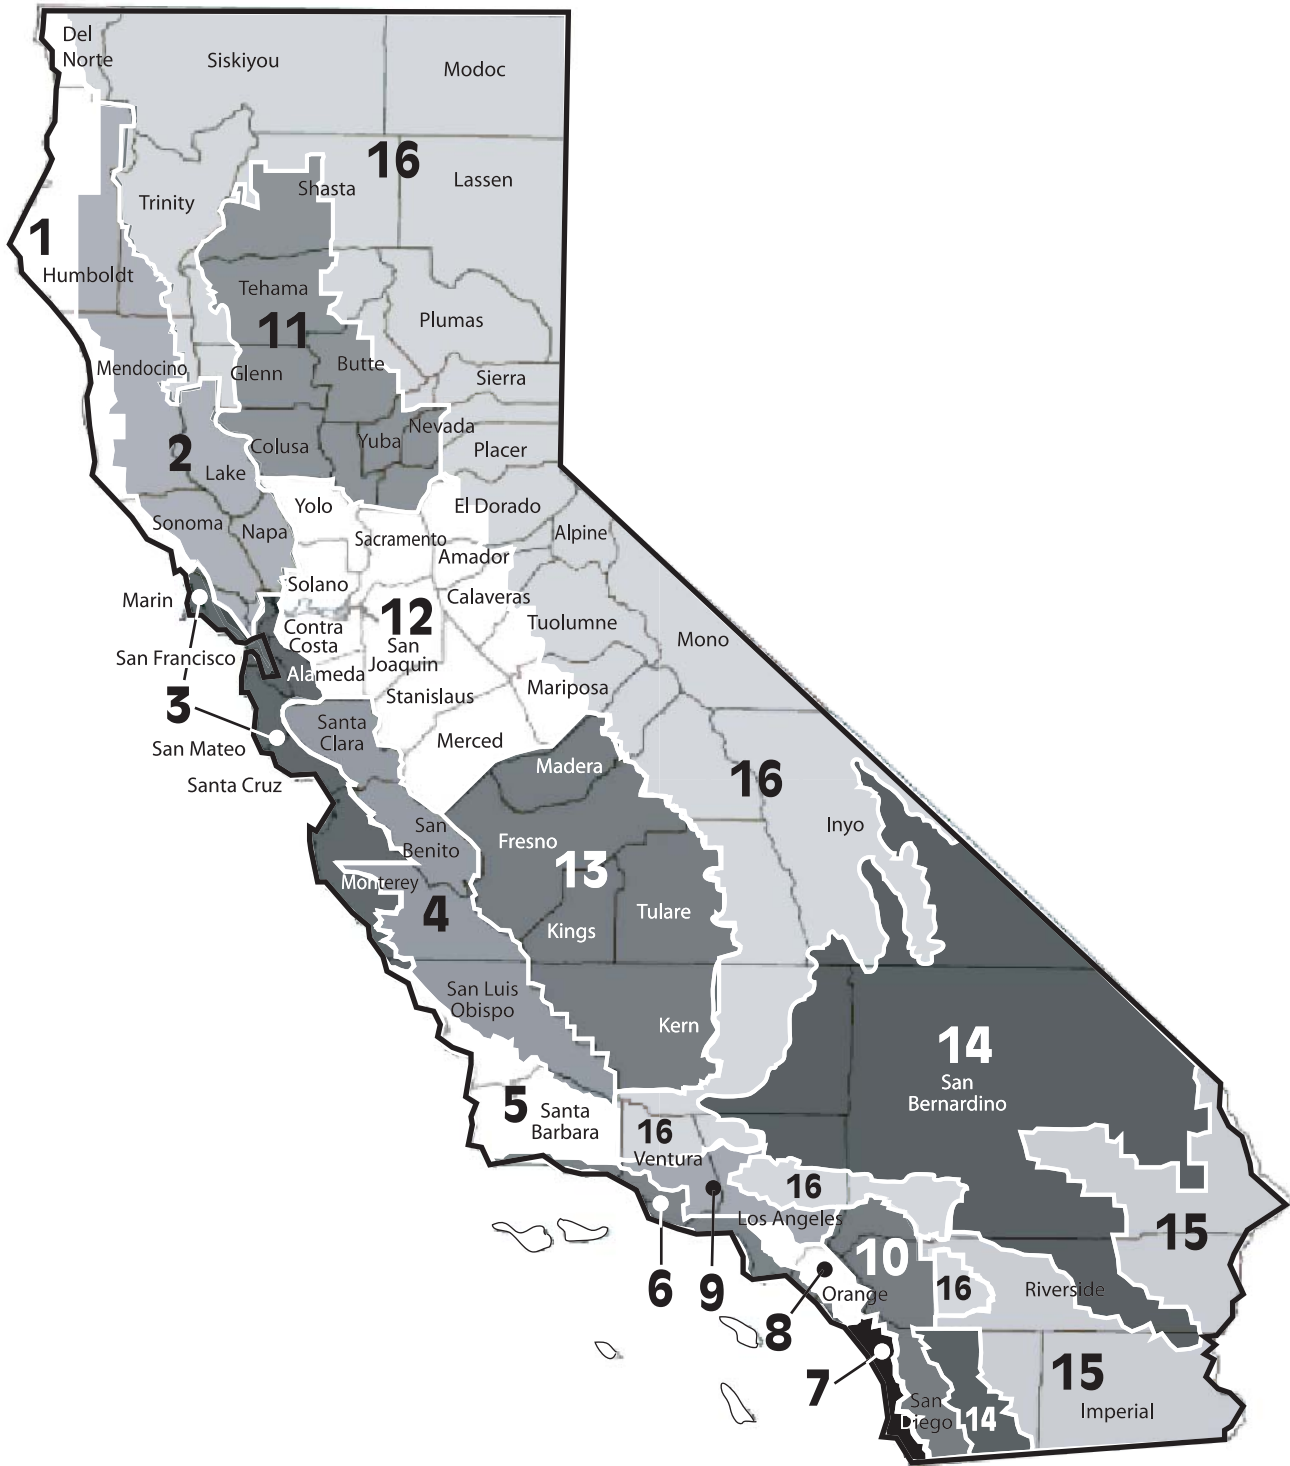 Del
Norte
Siskiyou
Modoc
16
Shasta
Lassen
Trinity
1
Humboldt
Tehama
11
Plumas
Mendocino
Glenn
Butte
Sierra
2
Lake
Colusa
Yuba
Nevada
Placer
Sonoma
Napa
Yolo
Sacramento
El Dorado
Alpine
Amador
Marin
Solano
Calaveras
12
Contra
Costa
San
Joaquin
Tuolumne
Mono
San Francisco
Alameda
Stanislaus
Mariposa
3
Santa
Clara
San Mateo
Merced
Santa Cruz
Madera
16
Inyo
San
Benito
Fresno
13
Monterey
4
Kings
Tulare
San Luis
Obispo
Kern
14
San
Bernardino
5
Santa
Barbara
16
Ventura
16
Los Angeles
15
10
6
9
8
Orange
16
Riverside
7
15
San
Diego
14
Imperial